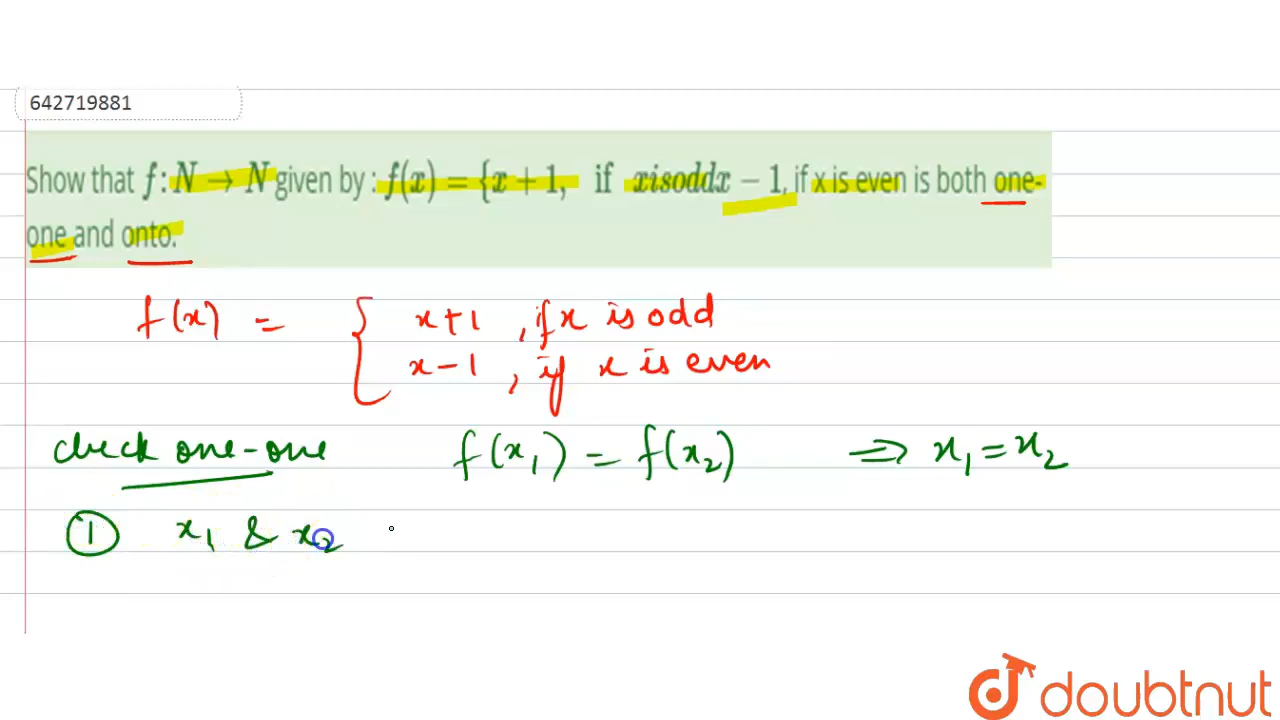 642719881
Show that f:N → N given by : f(x) = {x + 1, if xisoddx − 1, if x is even is both one-
one and onto.
f(x) = { x+1 , if x is odd
x-1 , if x is even
check one-one f(x₁) = f(x₂) ⇒ x₁ = x₂
① x₁ & x₂
doubtnut